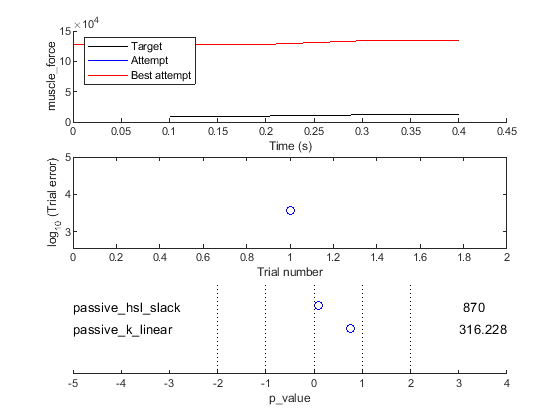 ×10^4
15
10
5
0
muscle_force
Target
Attempt
Best attempt
0 0.05 0.1 0.15 0.2 0.25 0.3 0.35 0.4 0.45
Time (s)
5
4
3
log10 (Trial error)
0 0.2 0.4 0.6 0.8 1 1.2 1.4 1.6 1.8 2
Trial number
passive_hsl_slack 870
passive_k_linear 316.228
-5 -4 -3 -2 -1 0 1 2 3 4
p_value